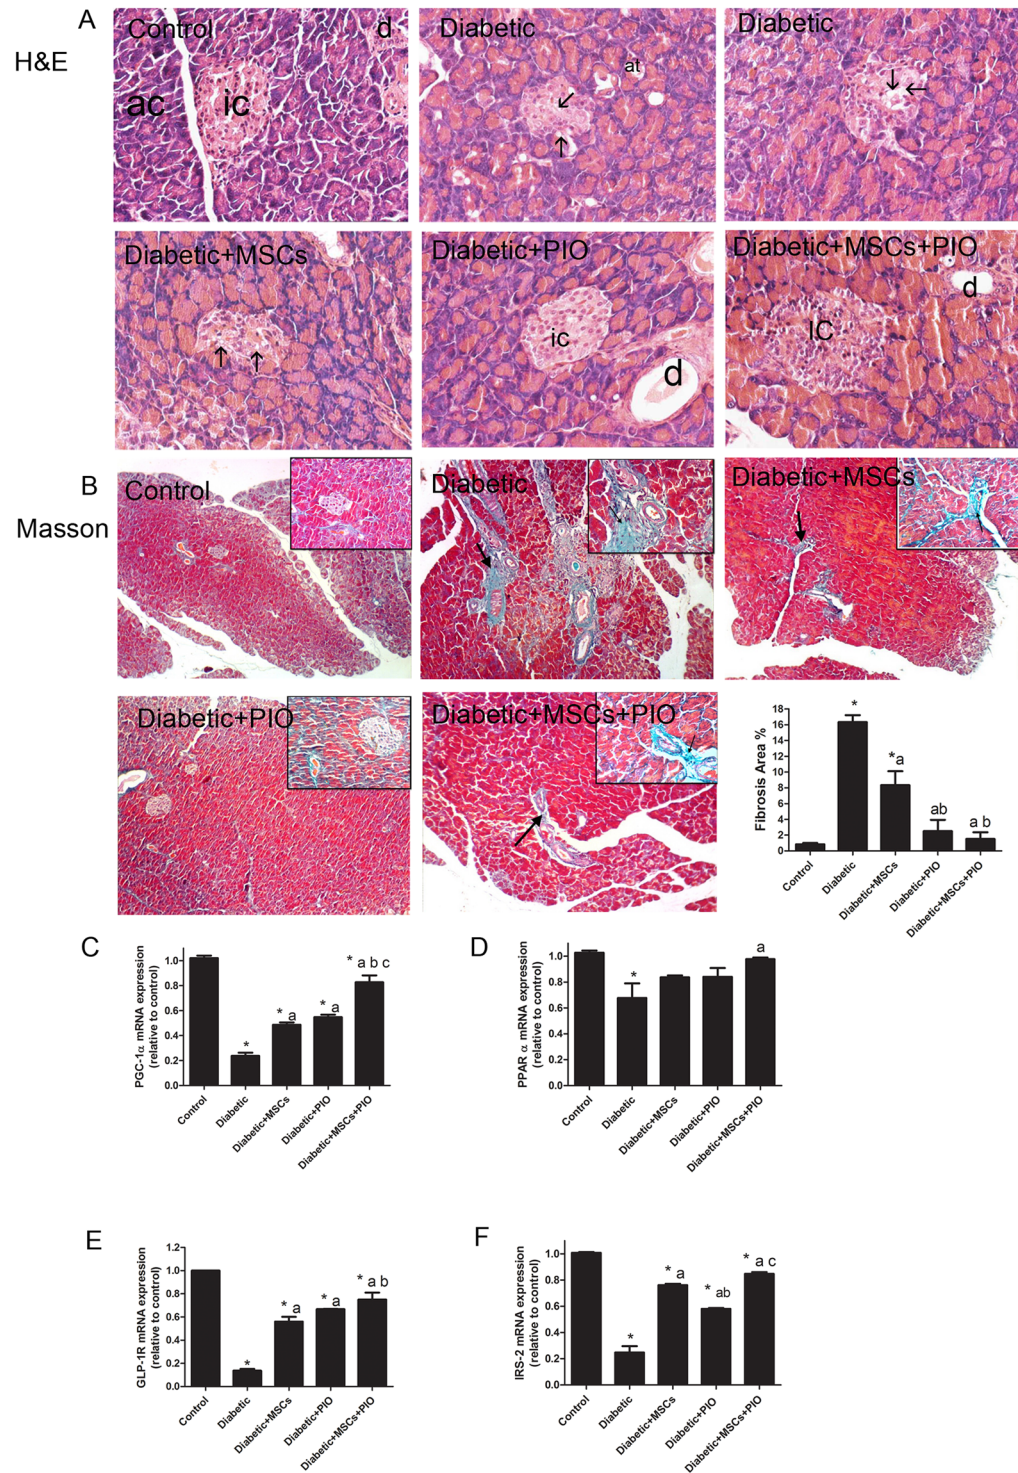 A
H&E
Control
d
ac
ic
Diabetic
at
Diabetic
Diabetic+MSCs
Diabetic+PIO
ic
d
Diabetic+MSCs+PIO
d
IC
B
Masson
Control
Diabetic
Diabetic+MSCs
Diabetic+PIO
Diabetic+MSCs+PIO
Fibrosis Area %
18
16
14
12
10
8
6
4
2
0
*
*a
ab
a b
Control
Diabetic
Diabetic+MSCs
Diabetic+PIO
Diabetic+MSCs+PIO
C
PGC-1α mRNA expression
(relative to control)
1.0
0.8
0.6
0.4
0.2
0.0
*
* a
* a
* a b c
Control
Diabetic
Diabetic+MSCs
Diabetic+PIO
Diabetic+MSCs+PIO
D
PPAR α mRNA expression
(relative to control)
1.0
0.8
0.6
0.4
0.2
0.0
*
a
Control
Diabetic
Diabetic+MSCs
Diabetic+PIO
Diabetic+MSCs+PIO
E
GLP-1R mRNA expression
(relative to control)
1.2
1.0
0.8
0.6
0.4
0.2
0.0
*
* a
* a
* a b
Control
Diabetic
Diabetic+MSCs
Diabetic+PIO
Diabetic+MSCs+PIO
F
IRS-2 mRNA expression
(relative to control)
1.0
0.8
0.6
0.4
0.2
0.0
*
* a
* ab
* a c
Control
Diabetic
Diabetic+MSCs
Diabetic+PIO
Diabetic+MSCs+PIO